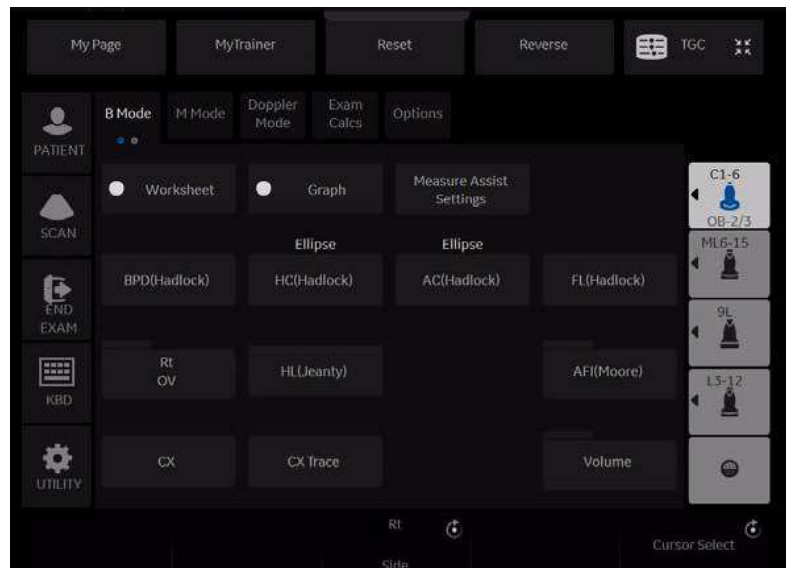 My Page
MyTrainer
Reset
Reverse
TGC
PATIENT
SCAN
END
EXAM
KBD
UTILITY
B Mode
M Mode
Doppler
Mode
Exam
Calcs
Options
Worksheet
Graph
Measure Assist
Settings
Ellipse
Ellipse
BPD(Hadlock)
HC(Hadlock)
AC(Hadlock)
FL(Hadlock)
Rt
OV
HL(Jeanty)
AFI(Moore)
CX
CX Trace
Volume
C1-6
OB-2/3
ML6-15
9L
L3-12
Rt
Side
Cursor Select